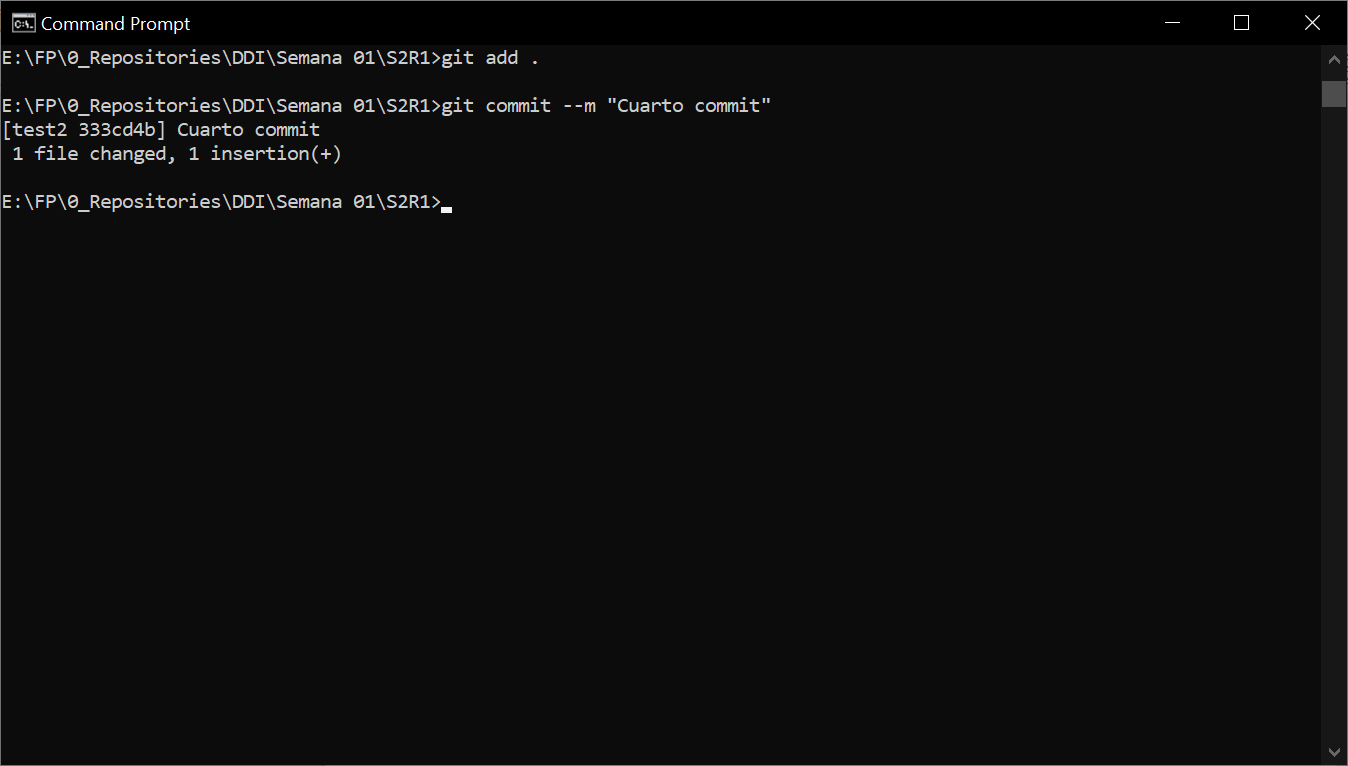 Command Prompt
E:\FP\0_Repositories\DDI\Semana 01\S2R1>git add .
E:\FP\0_Repositories\DDI\Semana 01\S2R1>git commit --m "Cuarto commit"
[test2 333cd4b] Cuarto commit
 1 file changed, 1 insertion(+)
E:\FP\0_Repositories\DDI\Semana 01\S2R1>